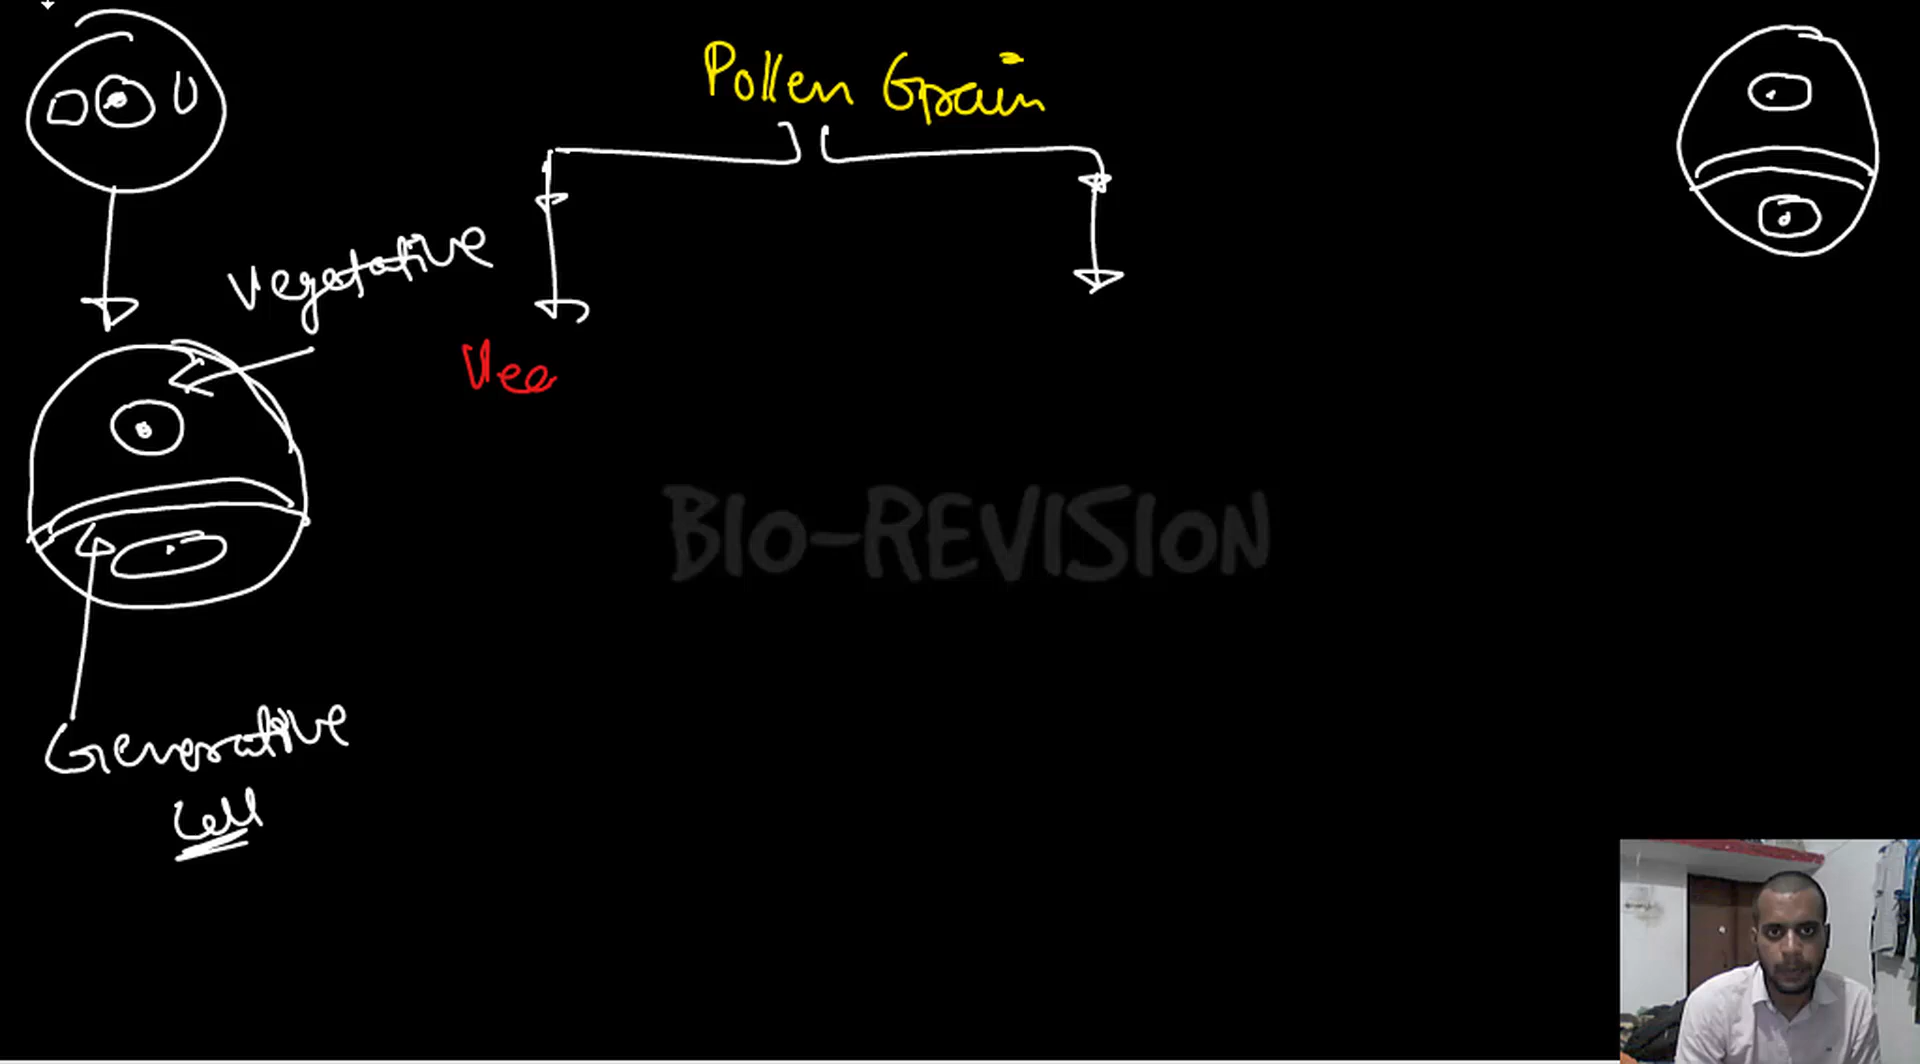 Pollen Grain
Vegetative
Vee
BIO-REVISION
Generative
Cell